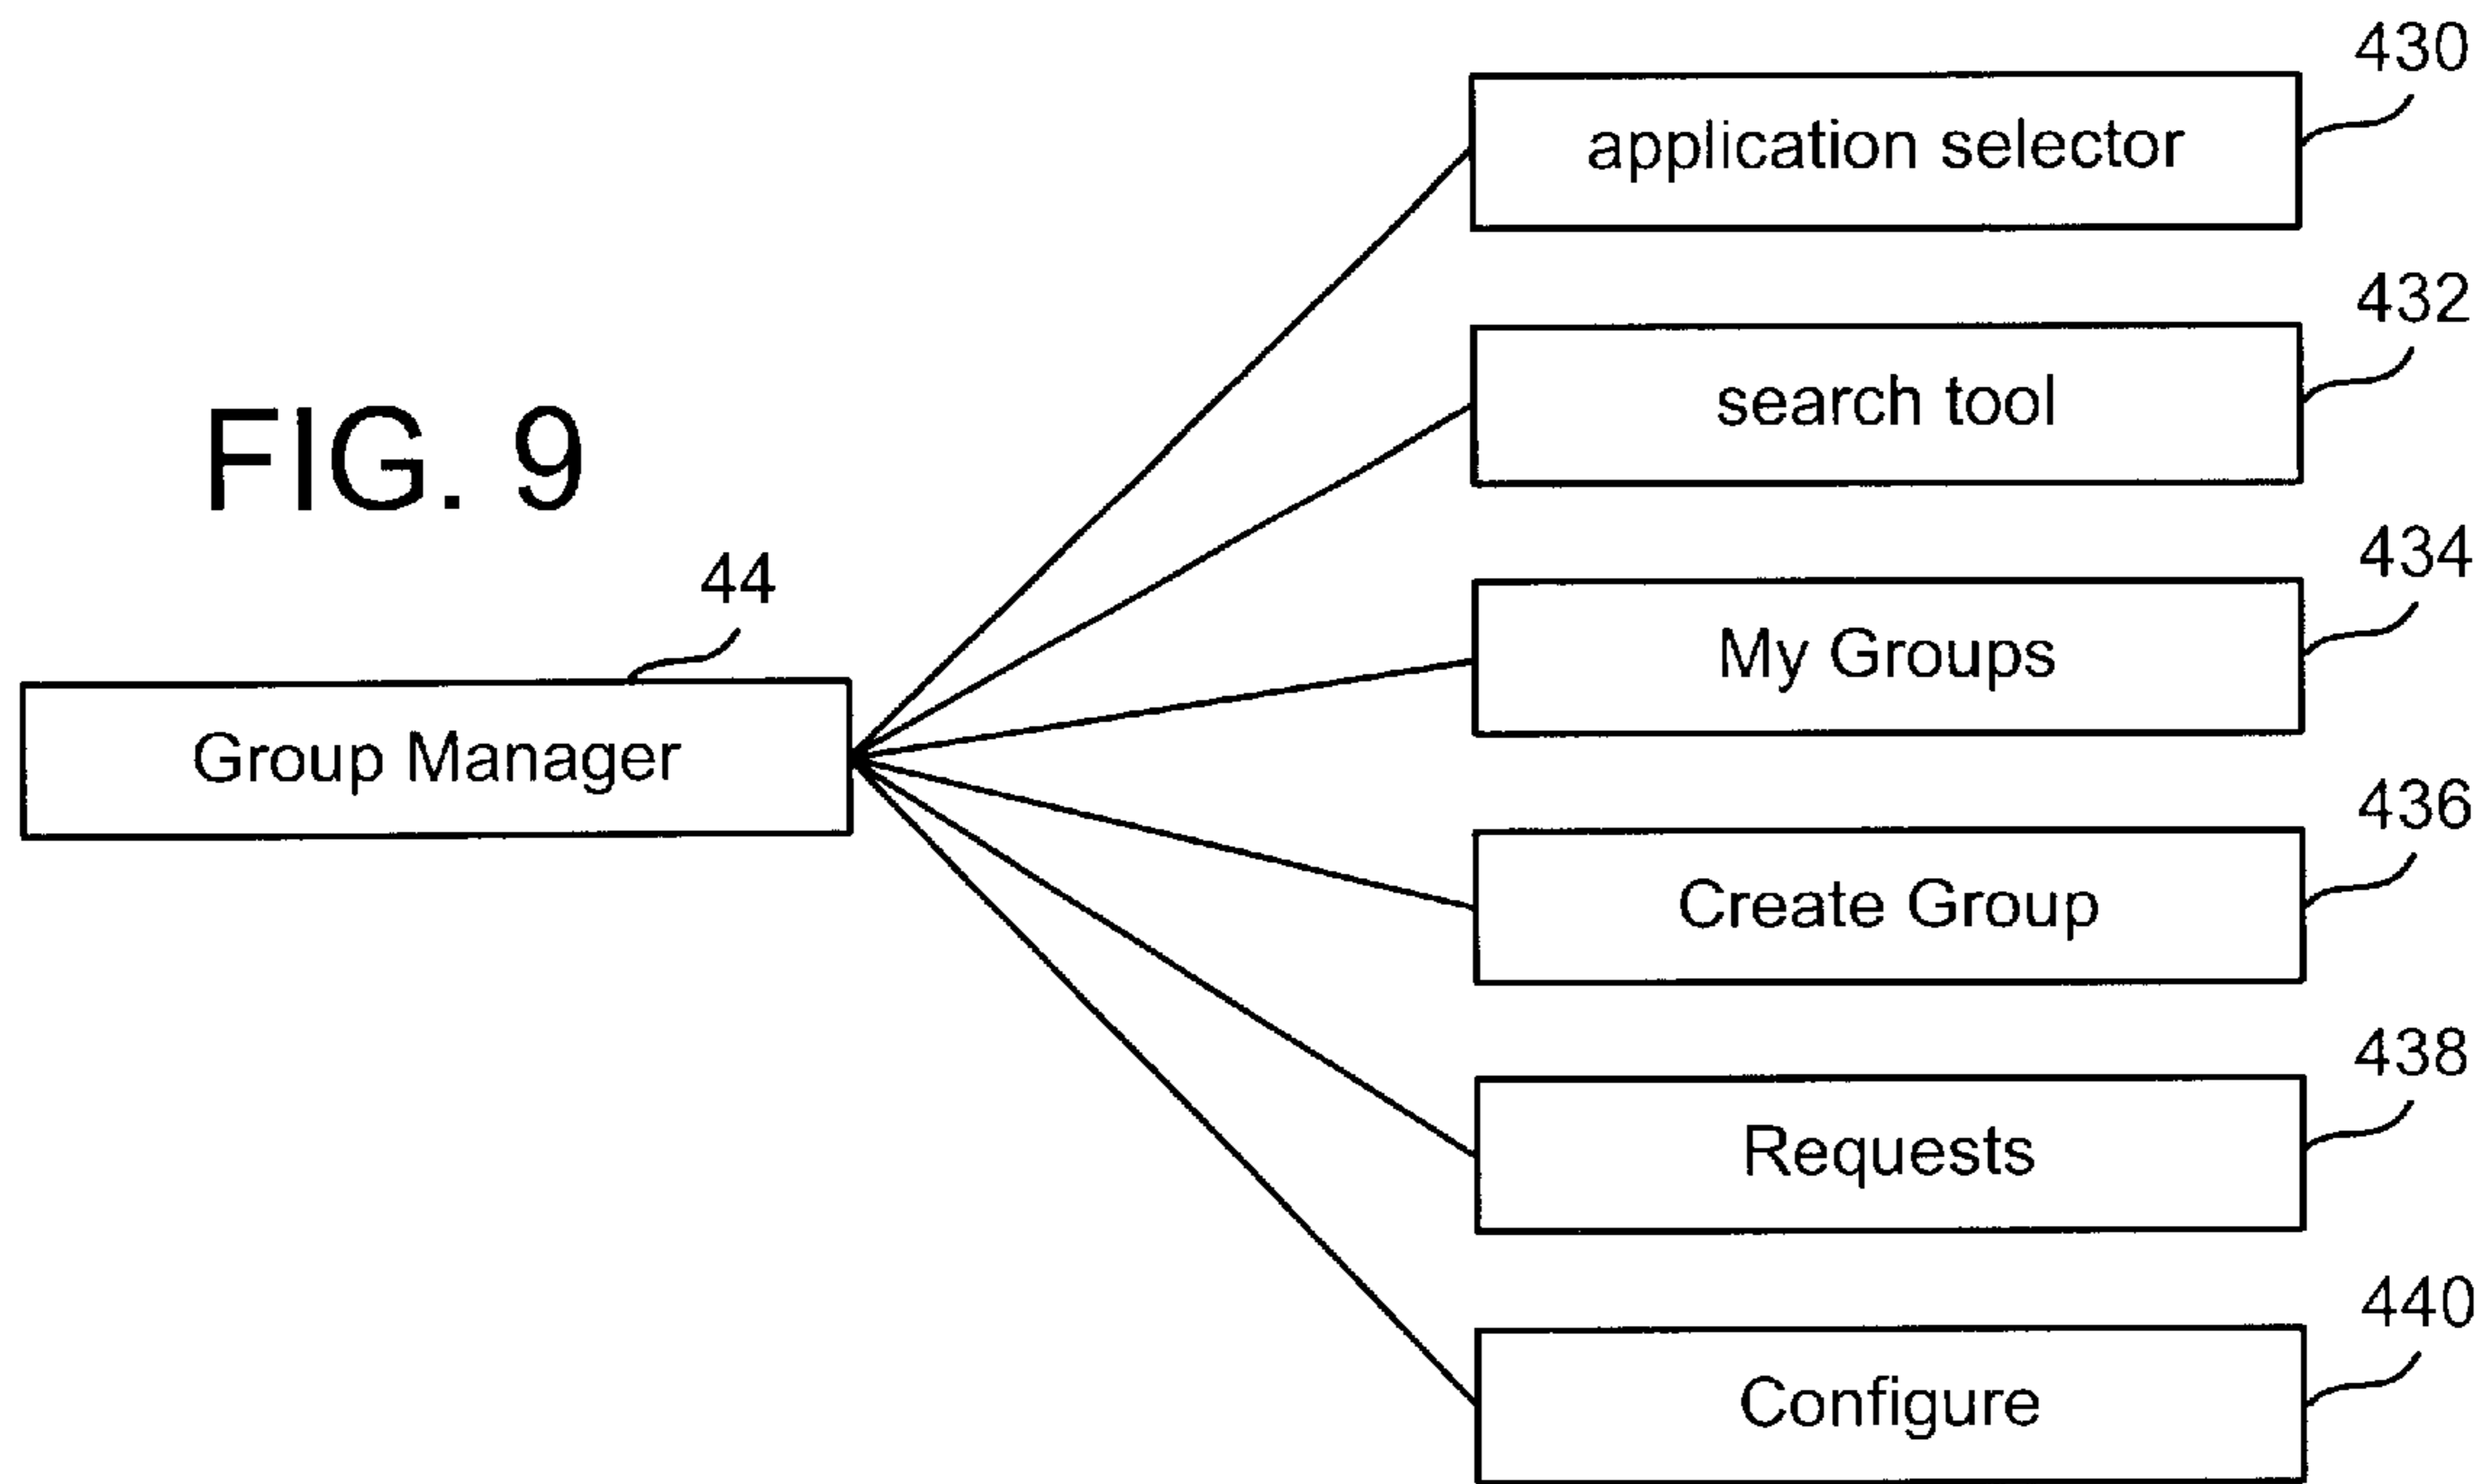 FIG. 9
44
Group Manager
430
application selector
432
search tool
434
My Groups
436
Create Group
438
Requests
440
Configure